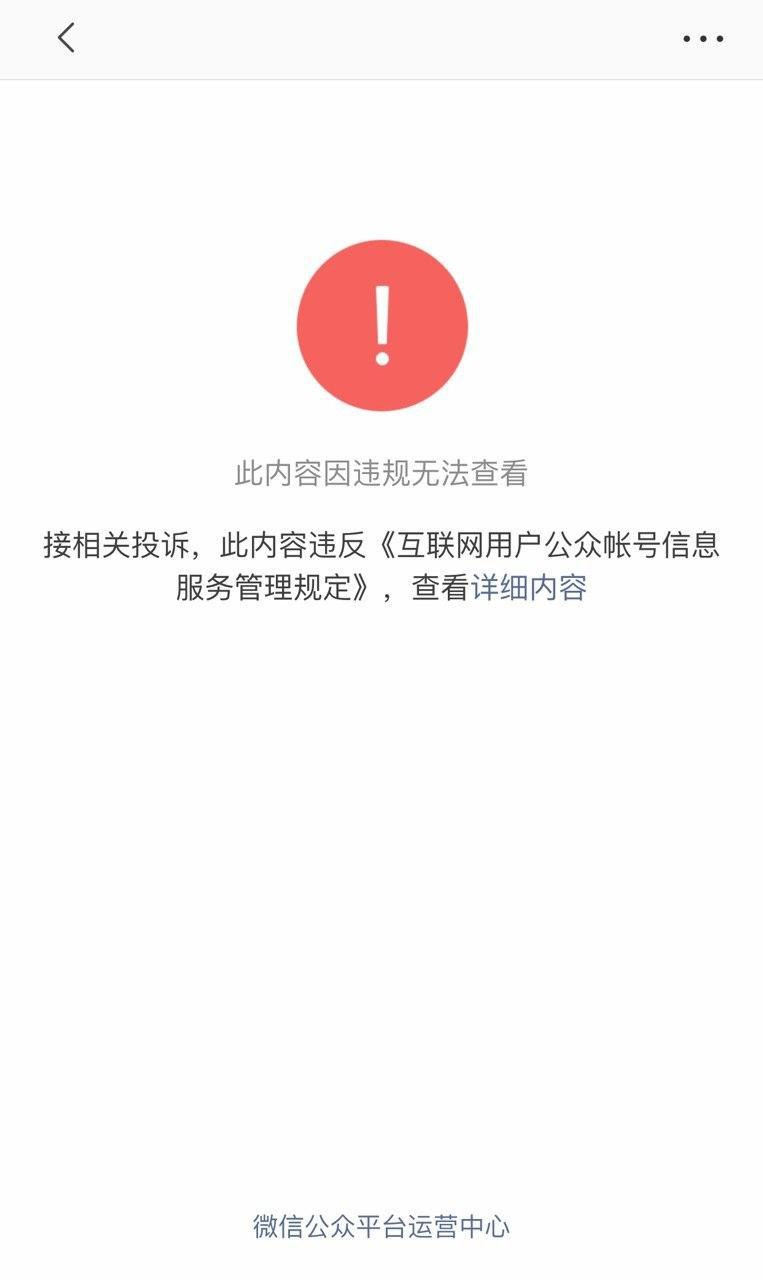 此内容因违规无法查看
接相关投诉，此内容违反《互联网用户公众帐号信息
服务管理规定》，查看详细内容
微信公众平台运营中心